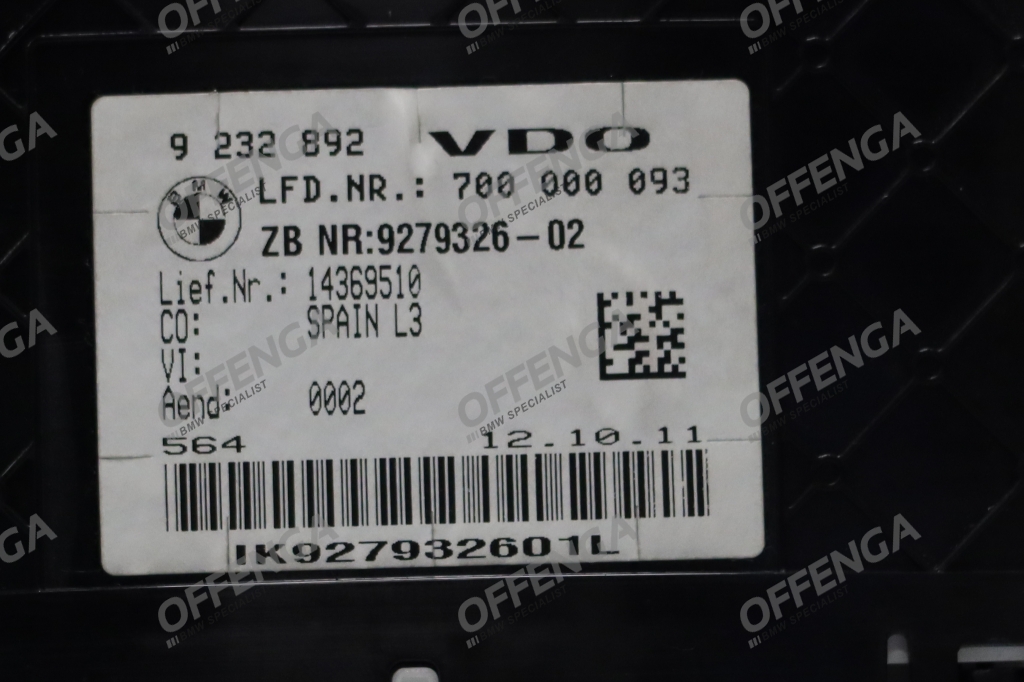 9 232 892 VDO
BMW LFD.NR.: 700 000 093
ZB NR:9279326-02
Lief.Nr.: 14369510
CO: SPAIN L3
VI:
Aend: 0002
564 12.10.11
IK927932601L
OFFENGA
BMW SPECIALIST